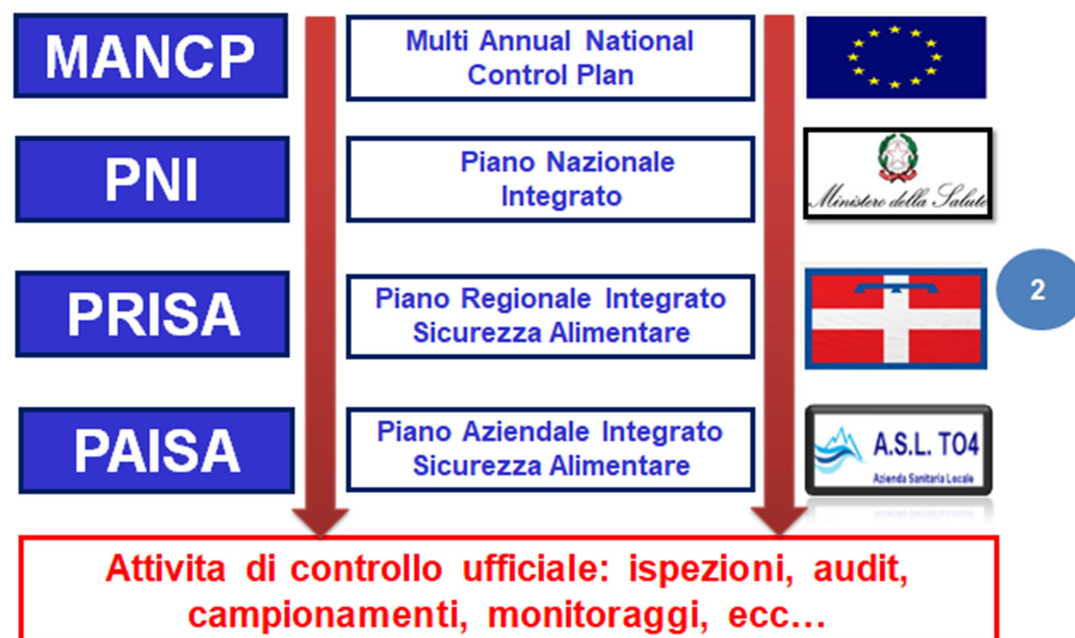 MANCP
Multi Annual National
Control Plan
PNI
Piano Nazionale
Integrato
Ministero della Salute
PRISA
Piano Regionale Integrato
Sicurezza Alimentare
2
PAISA
Piano Aziendale Integrato
Sicurezza Alimentare
A.S.L. TO4
Azienda Sanitaria Locale
Attivita di controllo ufficiale: ispezioni, audit,
campionamenti, monitoraggi, ecc...